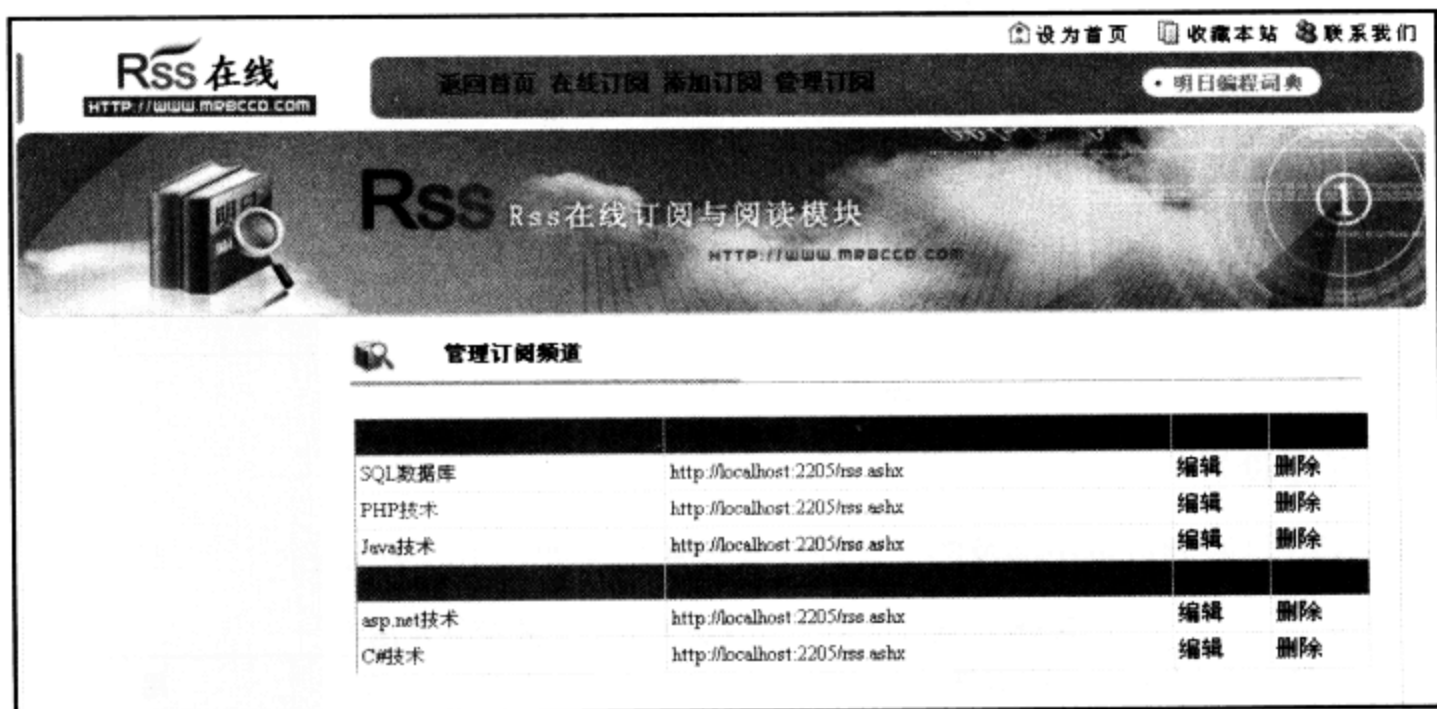 设为首页 收藏本站 联系我们
Rss 在线
HTTP://WWW.MRBCCD.COM
返回首页 在线订阅 添加订阅 管理订阅
· 明日编程词典
Rss Rss在线订阅与阅读模块
HTTP://WWW.MRBCCD.COM
1
管理订阅频道
SQL数据库 http://localhost:2205/rss.ashx 编辑 删除
PHP技术 http://localhost:2205/rss.ashx 编辑 删除
Java技术 http://localhost:2205/rss.ashx 编辑 删除
asp.net技术 http://localhost:2205/rss.ashx 编辑 删除
C#技术 http://localhost:2205/rss.ashx 编辑 删除